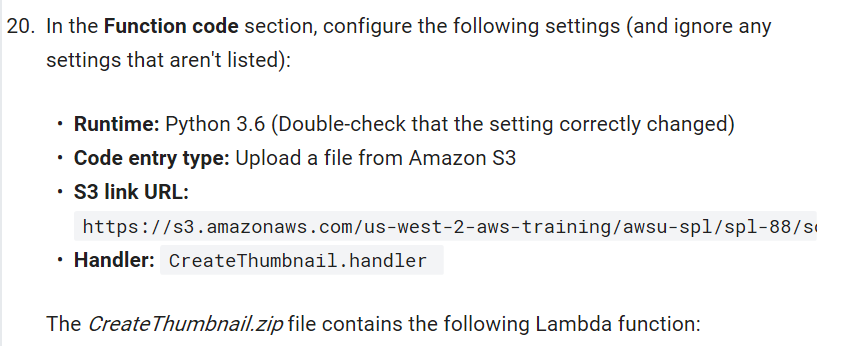 20. In the Function code section, configure the following settings (and ignore any
settings that aren't listed):
• Runtime: Python 3.6 (Double-check that the setting correctly changed)
• Code entry type: Upload a file from Amazon S3
• S3 link URL:
https://s3.amazonaws.com/us-west-2-aws-training/awsu-spl/spl-88/
• Handler: CreateThumbnail.handler
The CreateThumbnail.zip file contains the following Lambda function: